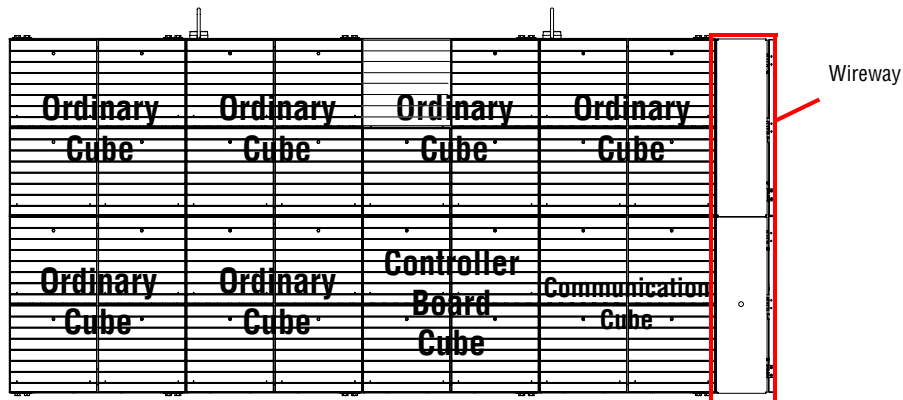 Wireway
Ordinary
Cube
Ordinary
Cube
Ordinary
Cube
Ordinary
Cube
Ordinary
Cube
Ordinary
Cube
Controller
Board
Cube
Communication
Cube